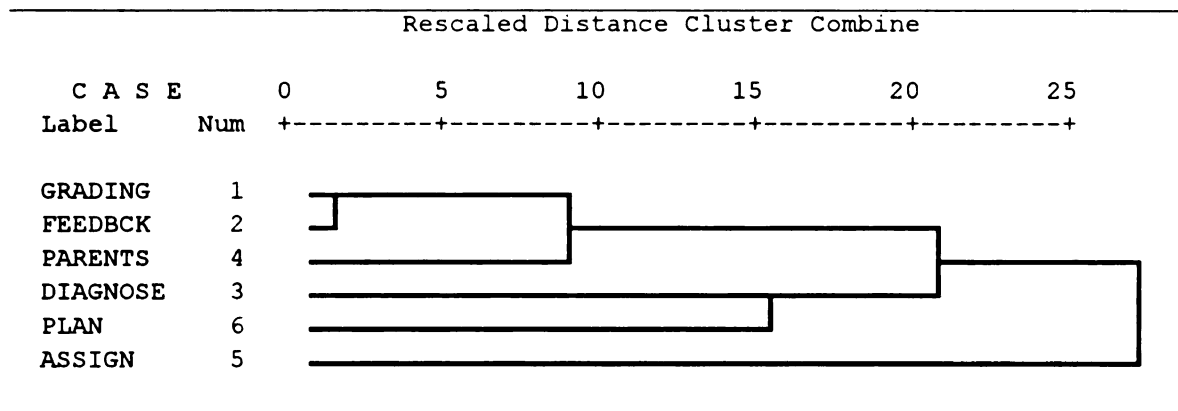 Rescaled Distance Cluster Combine
C A S E 0 5 10 15 20 25
Label Num +---------+---------+---------+---------+---------+
GRADING 1
FEEDBCK 2
PARENTS 4
DIAGNOSE 3
PLAN 6
ASSIGN 5